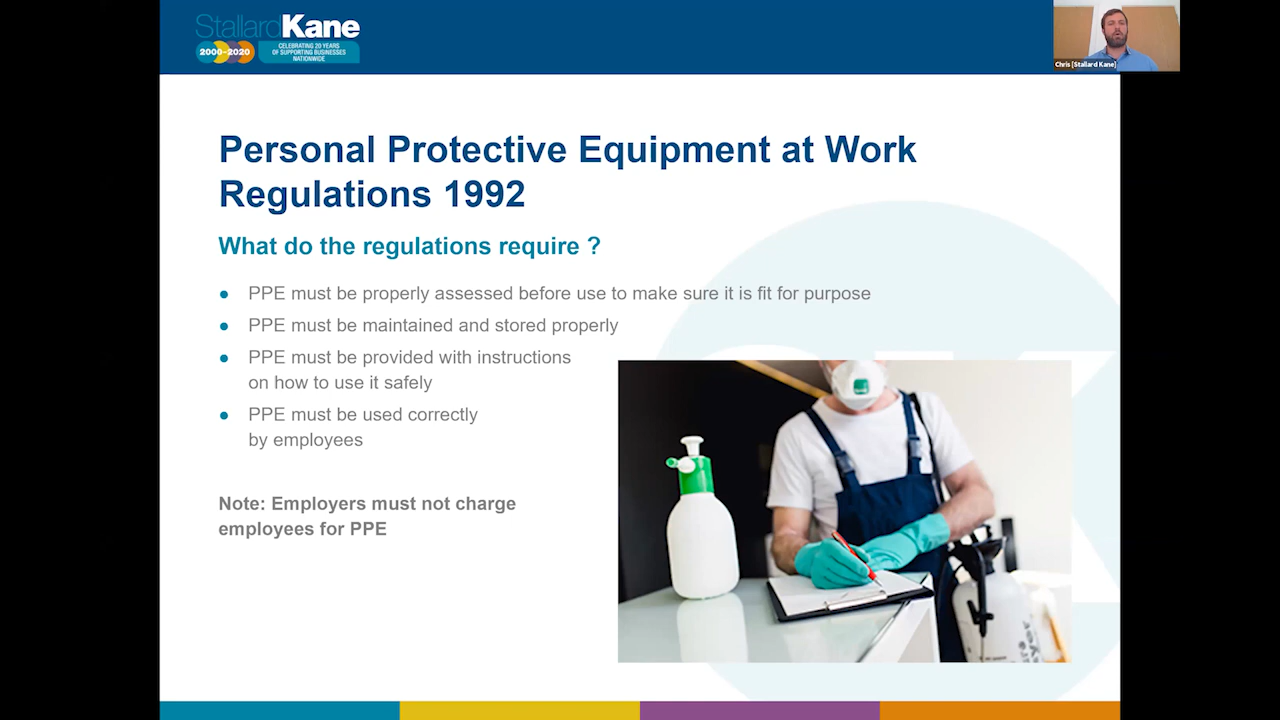 StallardKane
2000-2020
CELEBRATING 20 YEARS
OF SUPPORTING BUSINESSES
NATIONWIDE
Chris [Stallard Kane]
Personal Protective Equipment at Work
Regulations 1992
What do the regulations require ?
● PPE must be properly assessed before use to make sure it is fit for purpose
● PPE must be maintained and stored properly
● PPE must be provided with instructions
on how to use it safely
● PPE must be used correctly
by employees
Note: Employers must not charge
employees for PPE